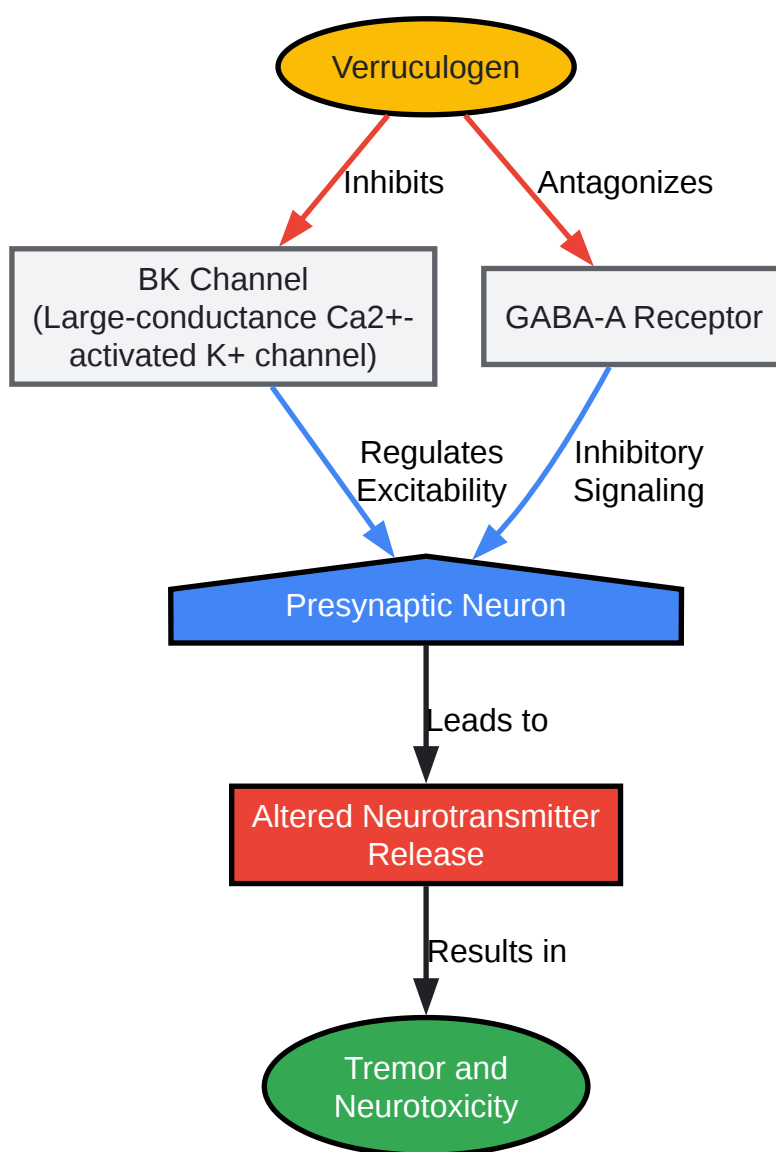 Verruculogen
Inhibits
Antagonizes
BK Channel
(Large-conductance Ca2+-
activated K+ channel)
GABA-A Receptor
Regulates
Excitability
Inhibitory
Signaling
Presynaptic Neuron
Leads to
Altered Neurotransmitter
Release
Results in
Tremor and
Neurotoxicity